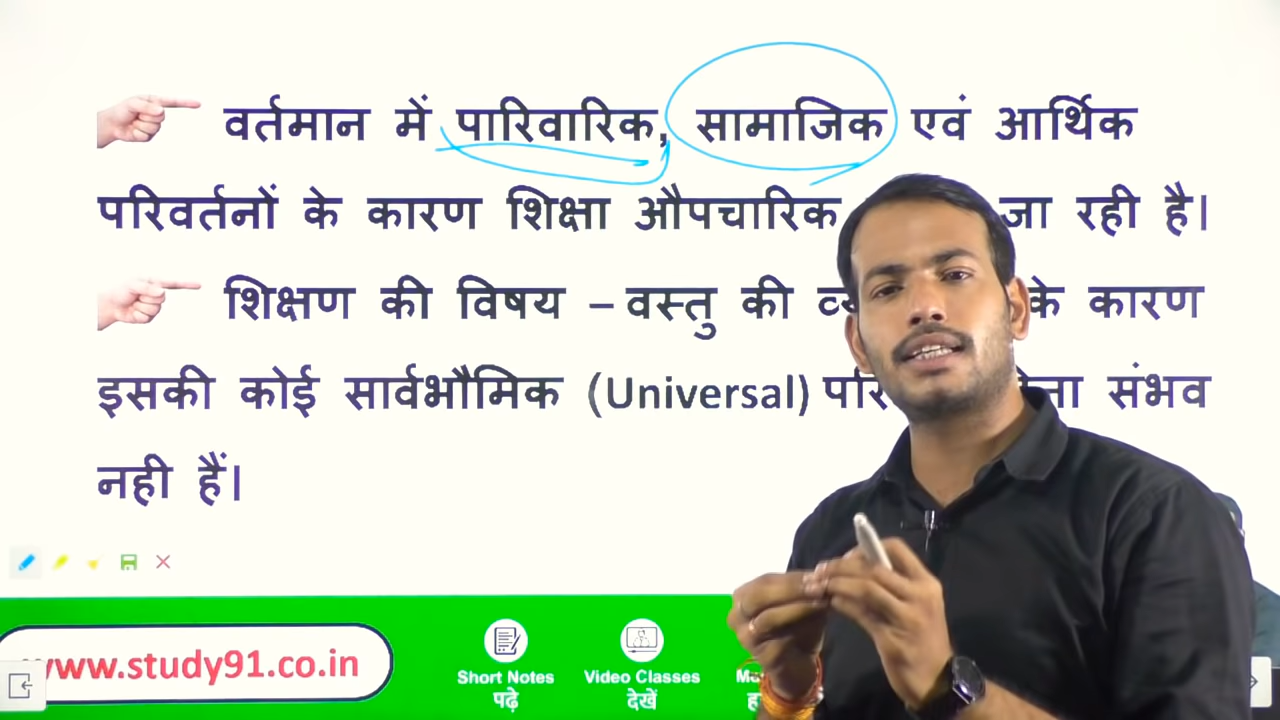 वर्तमान में पारिवारिक, सामाजिक एवं आर्थिक
परिवर्तनों के कारण शिक्षा औपचारिक जा रही है।
शिक्षण की विषय – वस्तु की के कारण
इसकी कोई सार्वभौमिक (Universal) संभव
नही हैं।
www.study91.co.in
Short Notes
पढ़े
Video Classes
देखें